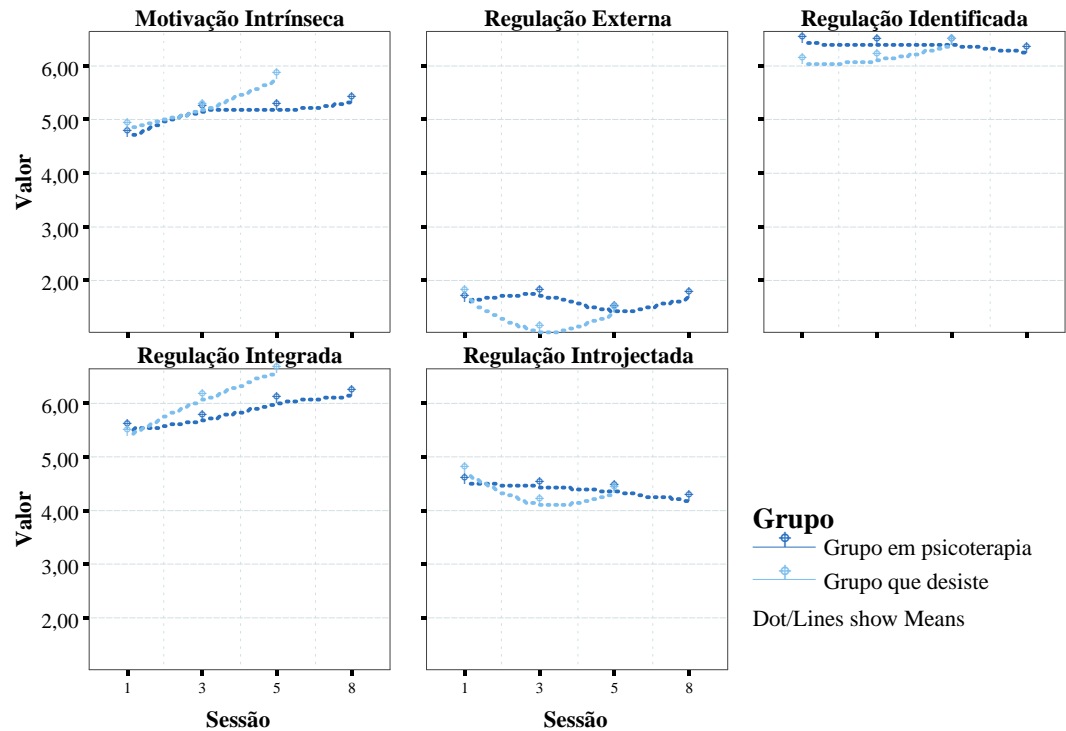 Motivação Intrínseca
Regulação Externa
Regulação Identificada
6,00
5,00
4,00
3,00
2,00
Valor
Regulação Integrada
Regulação Introjectada
6,00
5,00
4,00
3,00
2,00
Valor
1 3 5 8
1 3 5 8
Sessão
Sessão
Grupo
Grupo em psicoterapia
Grupo que desiste
Dot/Lines show Means